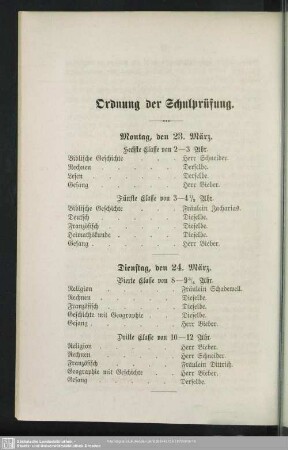 Ordnung der Schulprüfung.
Montag, den 23. März.
Sechste Classe von 2—3 Uhr.
Biblische Geschichte . . . Herr Schneider.
Rechnen . . . . Derselbe.
Lesen . . . . Derselbe.
Gesang . . . . Herr Bieber.
Fünfte Classe von 3—4½ Uhr.
Biblische Geschichte . . . Fräulein Zacharias.
Deutsch . . . . Dieselbe.
Französisch . . . . Dieselbe.
Heimathskunde . . . . Dieselbe.
Gesang . . . . Herr Bieber.
Dienstag, den 24. März.
Vierte Classe von 8— Uhr.
Religion . . . . Fräulein
Rechnen . . . . Dieselbe.
Französisch . . . . Dieselbe.
Geschichte mit Geographie . . Dieselbe.
Gesang . . . . Herr Bieber.
Dritte Classe von 10—12 Uhr.
Religion . . . . Herr Bieber.
Rechnen . . . . Herr Schneider.
Französisch . . . . Fräulein Dittrich.
Geographie mit Geschichte . . Herr Bieber.
Gesang . . . . Derselbe.